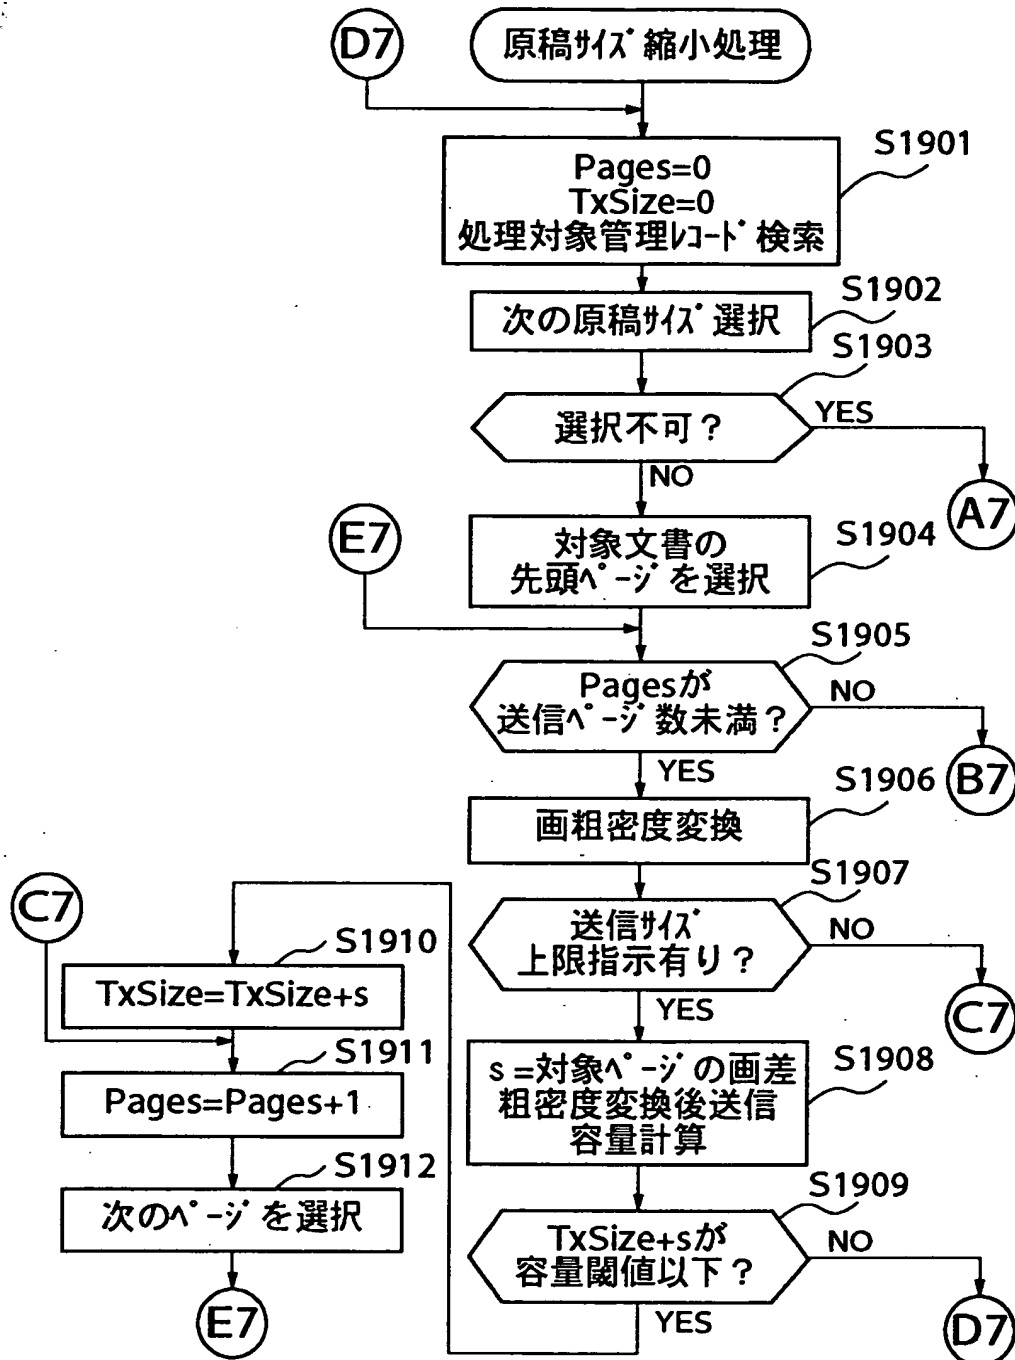 D7
原稿ｻｲｽﾞ縮小処理
S1901
Pages=0
TxSize=0
処理対象管理ﾚｺｰﾄﾞ検索
S1902
次の原稿ｻｲｽﾞ選択
S1903
選択不可？
YES
NO
A7
E7
S1904
対象文書の
先頭ﾍﾟｰｼﾞを選択
S1905
Pagesが
送信ﾍﾟｰｼﾞ数未満？
NO
YES
B7
S1906
画粗密度変換
S1907
送信ｻｲｽﾞ
上限指示有り？
NO
YES
C7
C7
S1910
TxSize=TxSize+s
S1911
Pages=Pages+1
S1912
次のﾍﾟｰｼﾞを選択
E7
S1908
s=対象ﾍﾟｰｼﾞの画差
粗密度変換後送信
容量計算
S1909
TxSize+sが
容量閾値以下？
NO
YES
D7